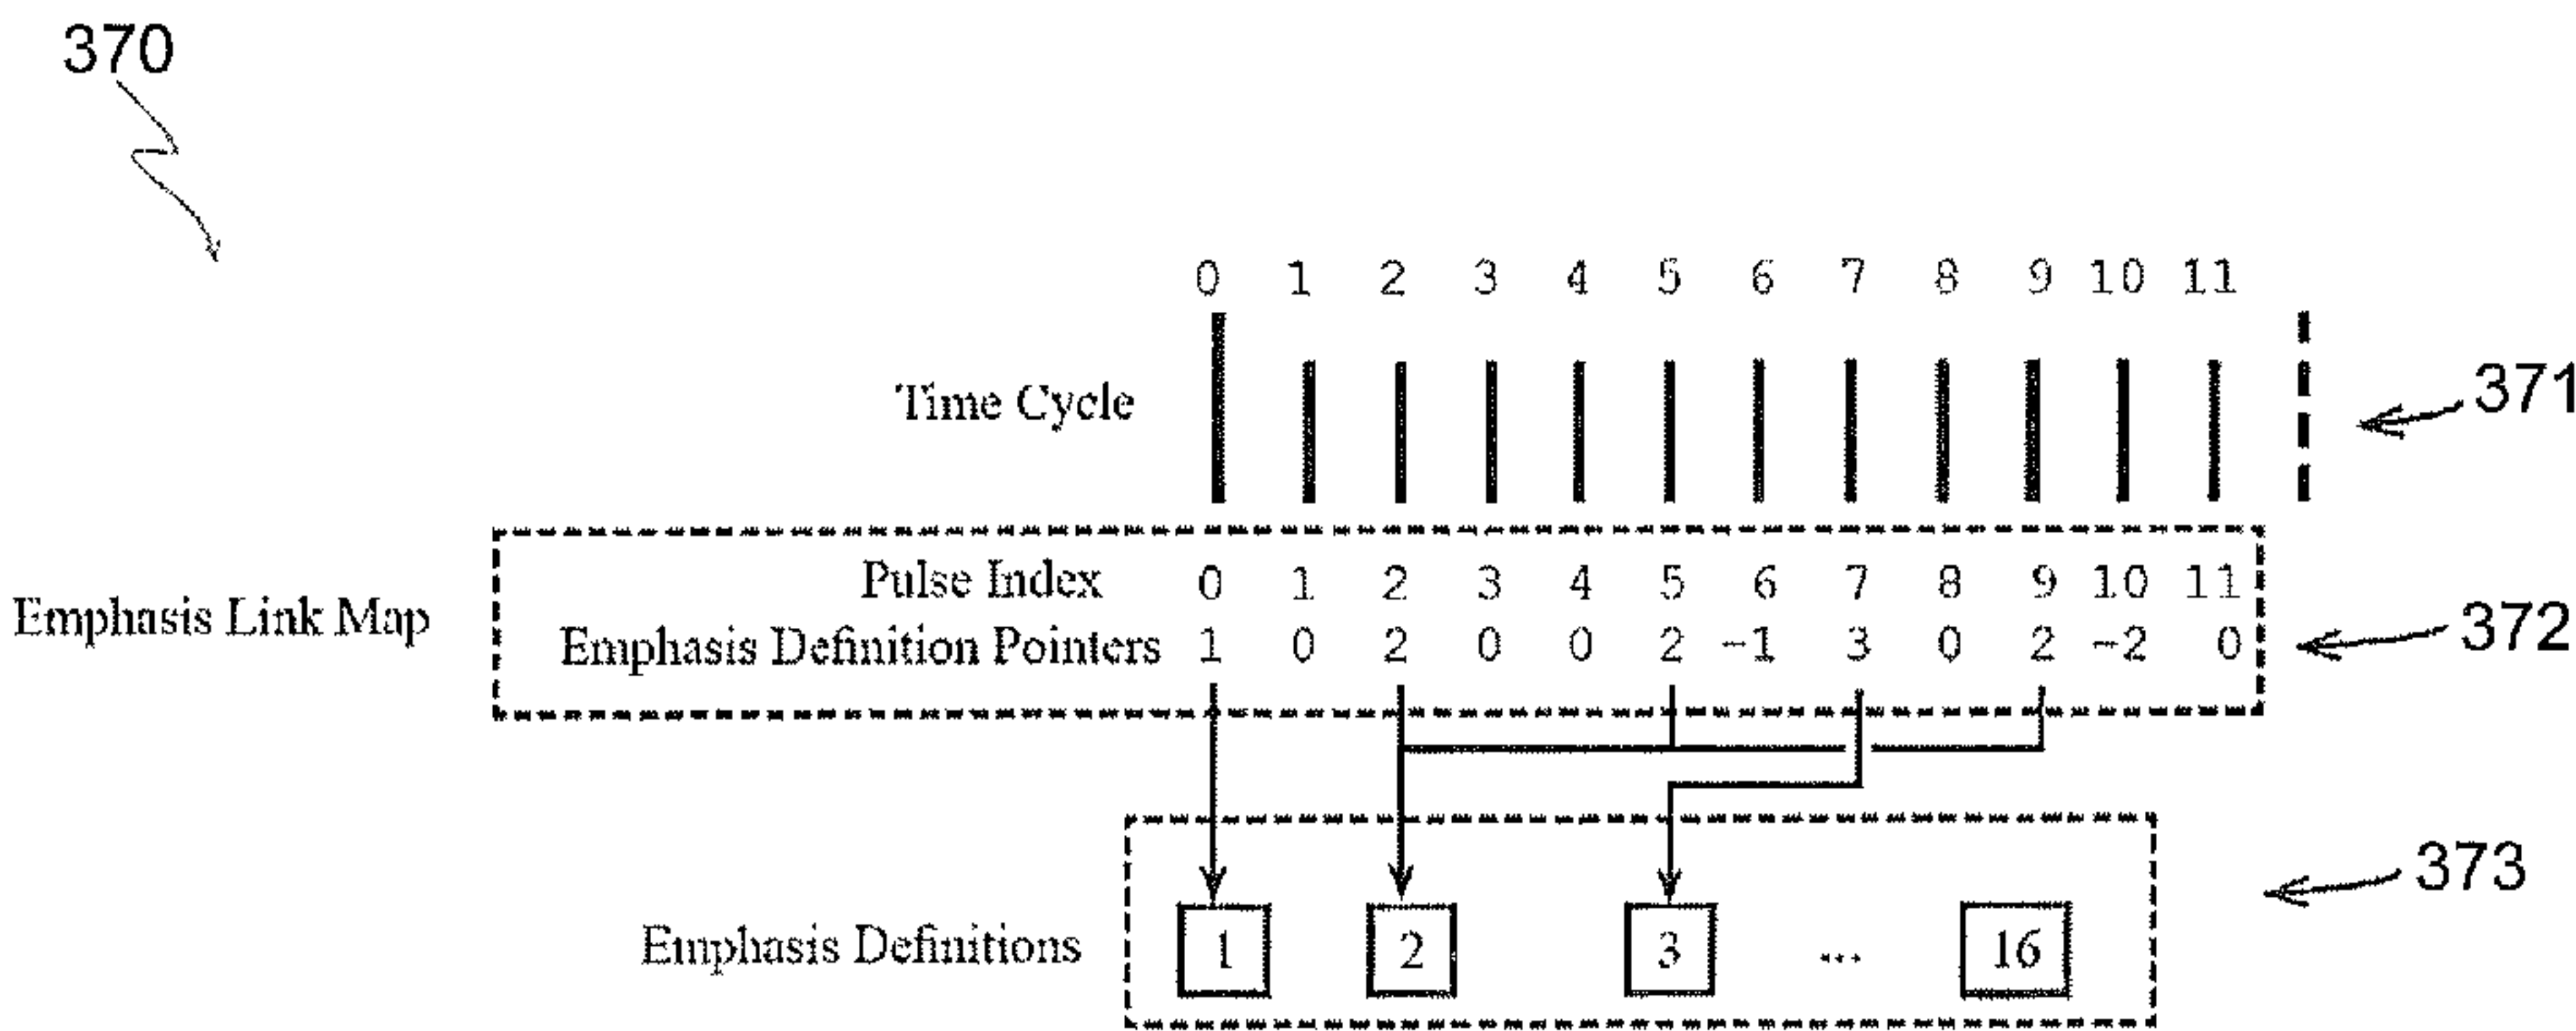 370
0 1 2 3 4 5 6 7 8 9 10 11
Time Cycle
371
Pulse Index 0 1 2 3 4 5 6 7 8 9 10 11
Emphasis Link Map
Emphasis Definition Pointers 1 0 2 0 0 2 -1 3 0 2 -2 0
372
373
Emphasis Definitions 1 2 3 ... 16